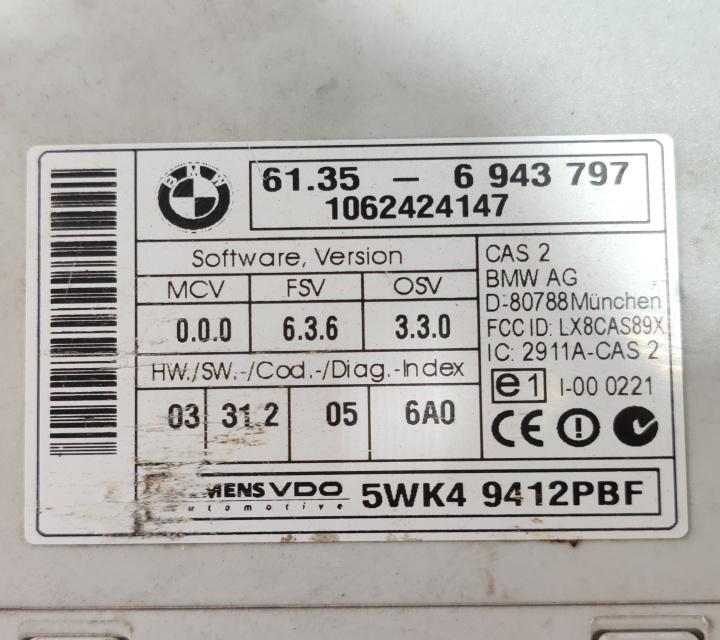 BMW
61.35 – 6 943 797
1062424147
Software, Version
MCV FSV OSV
0.0.0 6.3.6 3.3.0
HW./SW.-/Cod.-/Diag.-Index
03 31.2 05 6A0
CAS 2
BMW AG
D-80788 München
FCC ID: LX8CAS89X
IC: 2911A-CAS 2
e1 I-00 0221
CE
VDO 5WK4 9412PBF